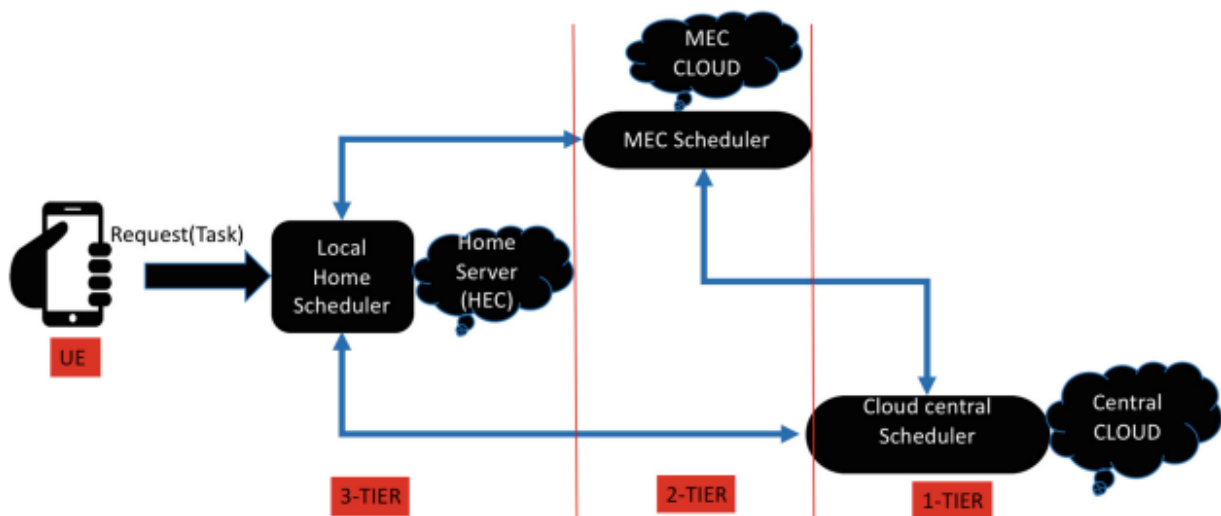 MEC
CLOUD
MEC Scheduler
Request(Task)
Local
Home
Scheduler
Home
Server
(HEC)
UE
Cloud central
Scheduler
Central
CLOUD
3-TIER
2-TIER
1-TIER